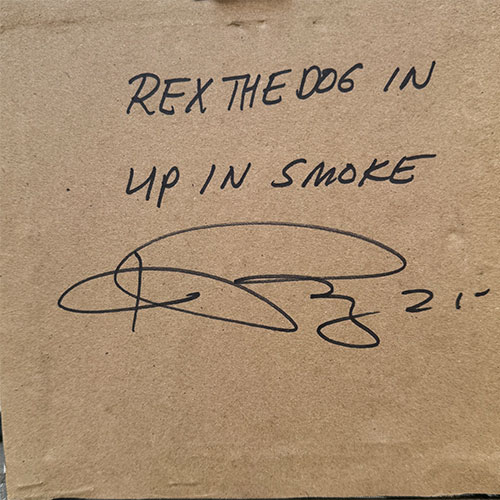 REX THE DOG IN
UP IN SMOKE
21-